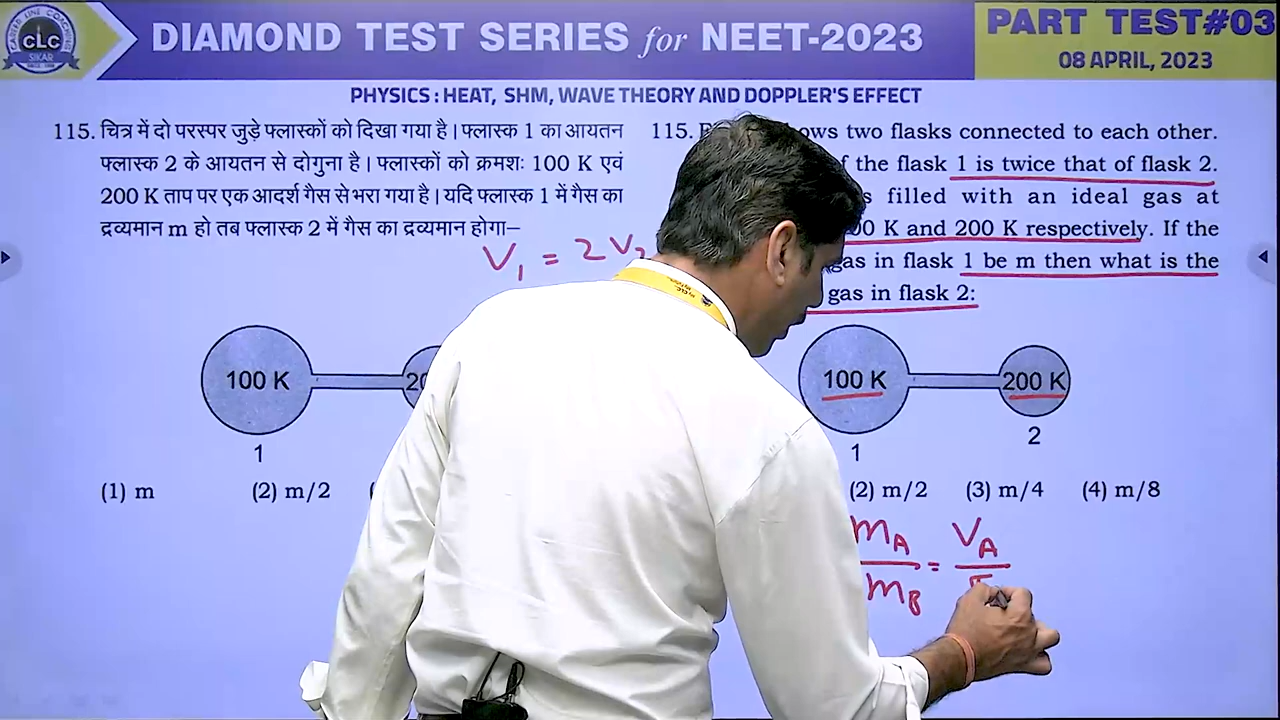 CLC
SIKAR
DIAMOND TEST SERIES for NEET-2023
PART TEST#03
08 APRIL, 2023
PHYSICS : HEAT, SHM, WAVE THEORY AND DOPPLER'S EFFECT
115. चित्र में दो परस्पर जुड़े फ्लास्कों को दिखा गया है। फ्लास्क 1 का आयतन
फ्लास्क 2 के आयतन से दोगुना है। फ्लास्कों को क्रमशः 100 K एवं
200 K ताप पर एक आदर्श गैस से भरा गया है। यदि फ्लास्क 1 में गैस का
द्रव्यमान m हो तब फ्लास्क 2 में गैस का द्रव्यमान होगा–
V₁ = 2V₂
100 K
1
(1) m (2) m/2
115. ows two flasks connected to each other.
f the flask 1 is twice that of flask 2.
s filled with an ideal gas at
00 K and 200 K respectively. If the
gas in flask 1 be m then what is the
gas in flask 2:
100 K 200 K
1 2
(2) m/2 (3) m/4 (4) m/8
m_A / m_B = V_A